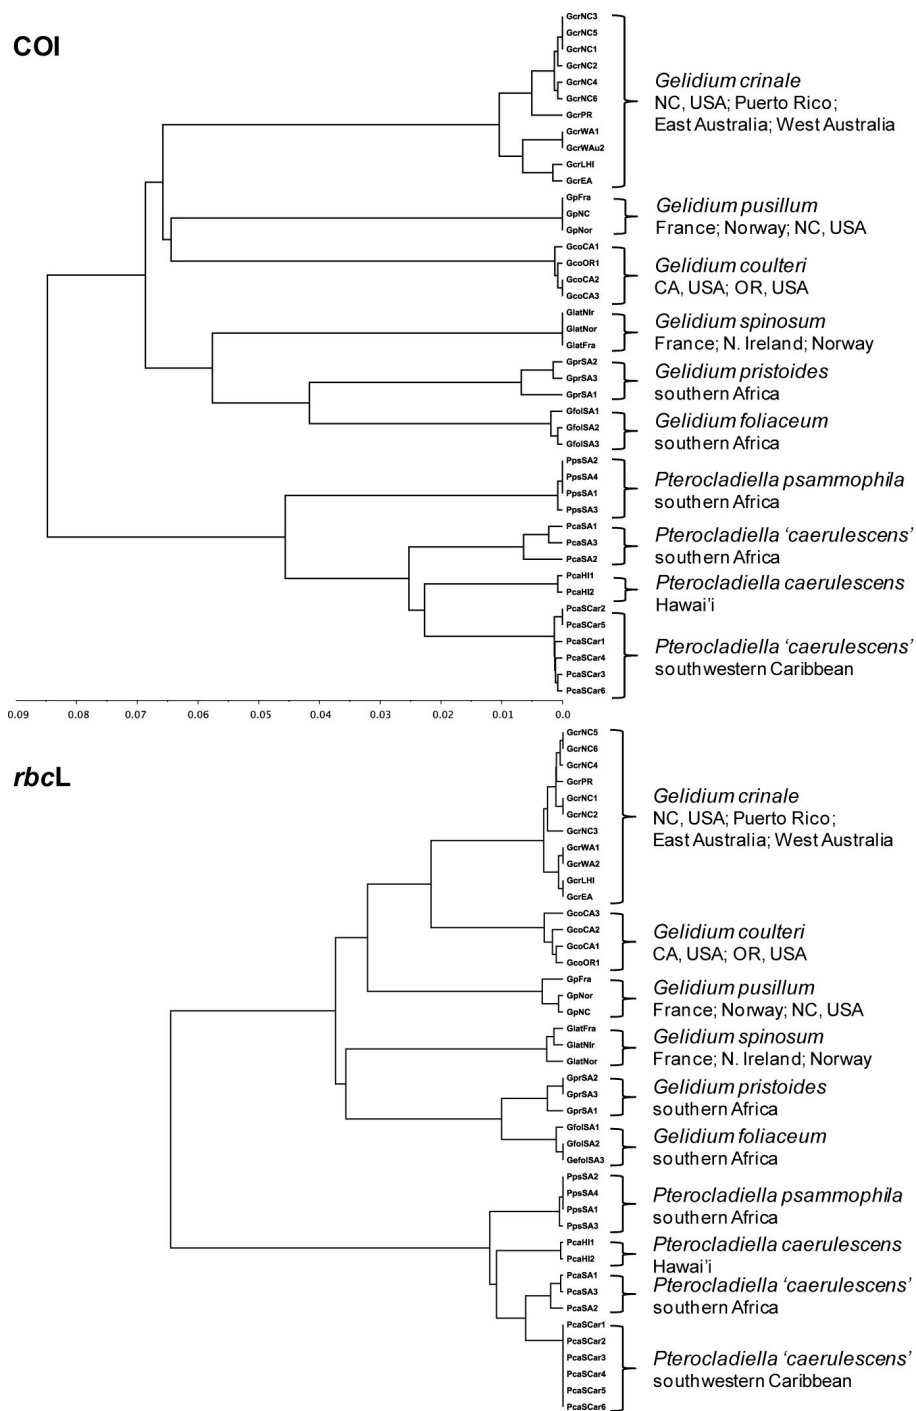 COI
GcrNC3
GcrNC5
GcrNC1
GcrNC2
GcrNC4
GcrNC6
GcrPR
GcrWA1
GcrWAu2
GcrLHI
GcrEA
Gelidium crinale
NC, USA; Puerto Rico;
East Australia; West Australia
GpFra
GpNC
GpNor
Gelidium pusillum
France; Norway; NC, USA
GcoCA1
GcoOR1
GcoCA2
GcoCA3
Gelidium coulteri
CA, USA; OR, USA
GlatNIr
GlatNor
GlatFra
Gelidium spinosum
France; N. Ireland; Norway
GprSA2
GprSA3
GprSA1
Gelidium pristoides
southern Africa
GfolSA1
GfolSA2
GfolSA3
Gelidium foliaceum
southern Africa
PpsSA2
PpsSA4
PpsSA1
PpsSA3
Pterocladiella psammophila
southern Africa
PcaSA1
PcaSA3
PcaSA2
Pterocladiella ‘caerulescens’
southern Africa
PcaHI1
PcaHI2
Pterocladiella caerulescens
Hawai’i
PcaSCar2
PcaSCar5
PcaSCar1
PcaSCar4
PcaSCar3
PcaSCar6
Pterocladiella ‘caerulescens’
southwestern Caribbean
0.09 0.08 0.07 0.06 0.05 0.04 0.03 0.02 0.01 0.0
rbcL
GcrNC5
GcrNC6
GcrNC4
GcrPR
GcrNC1
GcrNC2
GcrNC3
GcrWA1
GcrWA2
GcrLHI
GcrEA
Gelidium crinale
NC, USA; Puerto Rico;
East Australia; West Australia
GcoCA3
GcoCA2
GcoCA1
GcoOR1
Gelidium coulteri
CA, USA; OR, USA
GpFra
GpNor
GpNC
Gelidium pusillum
France; Norway; NC, USA
GlatFra
GlatNIr
GlatNor
Gelidium spinosum
France; N. Ireland; Norway
GprSA2
GprSA3
GprSA1
Gelidium pristoides
southern Africa
GfolSA1
GfolSA2
GefolSA3
Gelidium foliaceum
southern Africa
PpsSA2
PpsSA4
PpsSA1
PpsSA3
Pterocladiella psammophila
southern Africa
PcaHI1
PcaHI2
Pterocladiella caerulescens
Hawai’i
PcaSA1
PcaSA3
PcaSA2
Pterocladiella ‘caerulescens’
southern Africa
PcaSCar1
PcaSCar2
PcaSCar3
PcaSCar4
PcaSCar5
PcaSCar6
Pterocladiella ‘caerulescens’
southwestern Caribbean